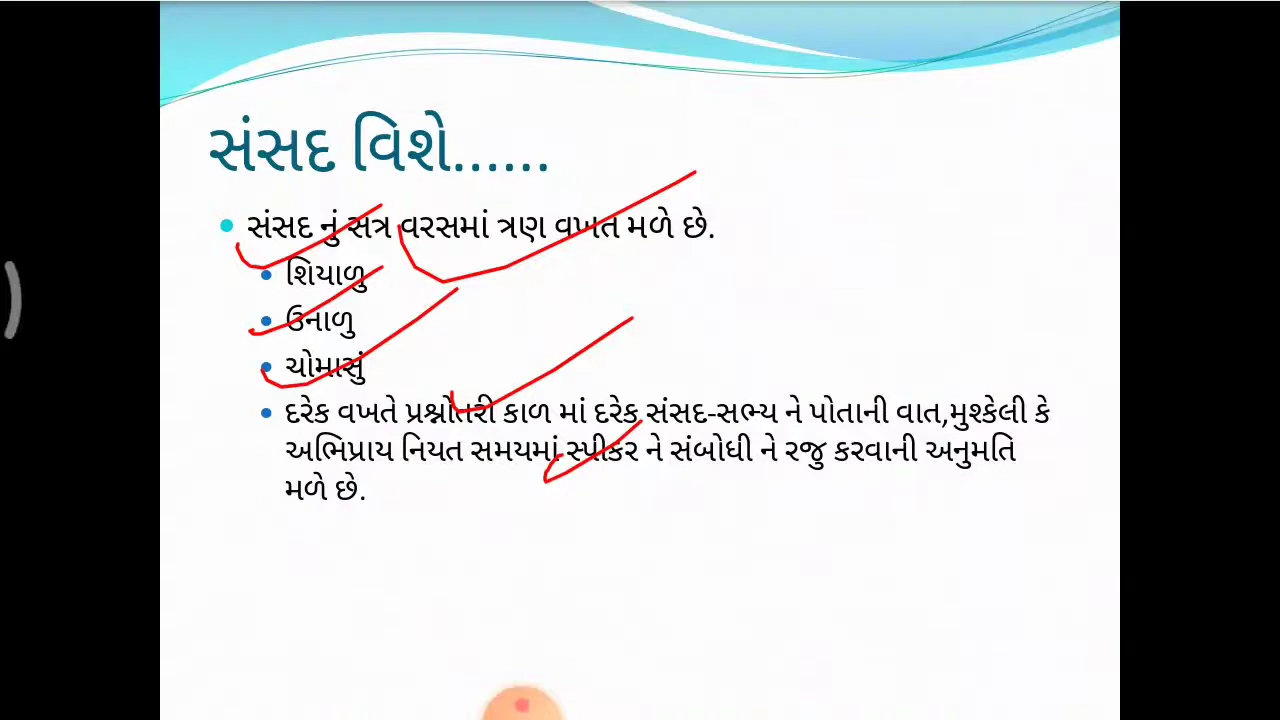 સંસદ વિશે......
સંસદ નું સત્ર વરસમાં ત્રણ વખત મળે છે.
શિયાળુ
ઉનાળુ
ચોમાસું
દરેક વખતે પ્રશ્નોતરી કાળ માં દરેક સંસદ-સભ્ય ને પોતાની વાત,મુશ્કેલી કે
અભિપ્રાય નિયત સમયમાં સ્પીકર ને સંબોધી ને રજુ કરવાની અનુમતિ
મળે છે.